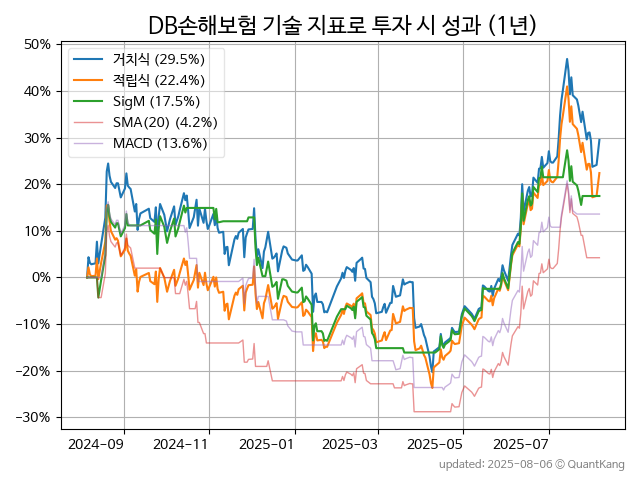 DB손해보험 기술 지표로 투자 시 성과 (1년)
50%
40%
30%
20%
10%
0%
−10%
−20%
−30%
거치식 (29.5%)
적립식 (22.4%)
SigM (17.5%)
SMA(20) (4.2%)
MACD (13.6%)
2024-09
2024-11
2025-01
2025-03
2025-05
2025-07
updated: 2025-08-06 © QuantKang